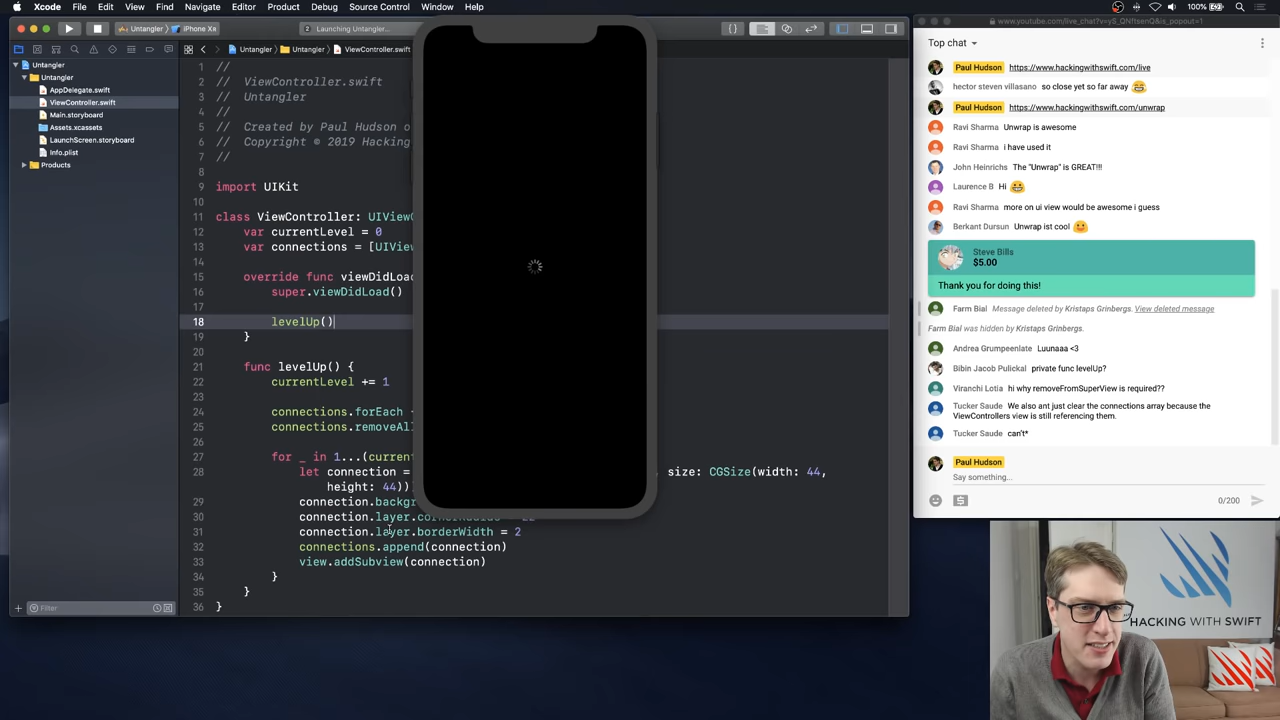 Xcode File Edit View Find Navigate Editor Product Debug Source Control Window Help
100%
Untangler iPhone Xs
Launching Untangler...
Untangler Untangler ViewController.swift
Untangler
Untangler
AppDelegate.swift
ViewController.swift
Main.storyboard
Assets.xcassets
LaunchScreen.storyboard
Info.plist
Products
Filter
1 //
2 // ViewController.swift
3 // Untangler
4 //
5 // Created by Paul Hudson o
6 // Copyright © 2019 Hacking
7 //
8
9 import UIKit
10
11 class ViewController: UIViewC
12 var currentLevel = 0
13 var connections = [UIView
14
15 override func viewDidLoad
16 super.viewDidLoad()
17
18 levelUp()
19 }
20
21 func levelUp() {
22 currentLevel += 1
23
24 connections.forEach
25 connections.removeAll
26
27 for _ in 1...(current
28 let connection = , size: CGSize(width: 44,
height: 44))
29 connection.backgr
30 connection.layer.cornerRadius = 22
31 connection.layer.borderWidth = 2
32 connections.append(connection)
33 view.addSubview(connection)
34 }
35 }
36 }
www.youtube.com/live_chat?v=yS_QN1tsenQ&is_popout=1
Top chat
Paul Hudson https://www.hackingwithswift.com/live
hector steven villasano so close yet so far away
Paul Hudson https://www.hackingwithswift.com/unwrap
Ravi Sharma Unwrap is awesome
Ravi Sharma i have used it
John Heinrichs The "Unwrap" is GREAT!!!
Laurence B Hi
Ravi Sharma more on ui view would be awesome i guess
Berkant Dursun Unwrap ist cool
Steve Bills
$5.00
Thank you for doing this!
Farm Bial Message deleted by Kristaps Grinbergs. View deleted message
Farm Bial was hidden by Kristaps Grinbergs.
Andrea Grumpeenlate Luunaaa <3
Bibin Jacob Pulickal private func levelUp?
Viranchi Lotia hi why removeFromSuperView is required??
Tucker Saude We also ant just clear the connections array because the
ViewControllers view is still referencing them.
Tucker Saude can't*
Paul Hudson
Say something...
0/200
HACKING WITH SWIFT